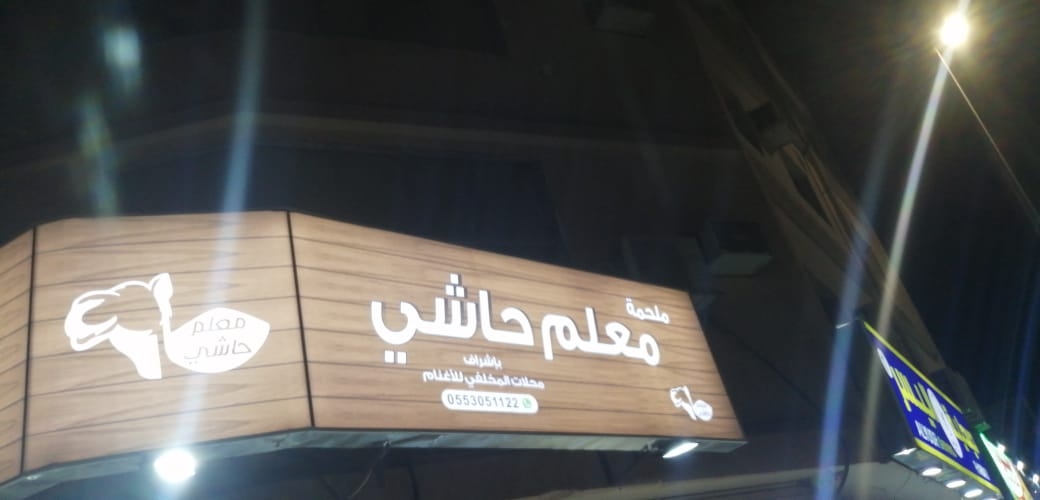 معلم
حاشي
ملحمة
معلم حاشي
بإشراف
محلات المخلفي للأغنام
0553051122